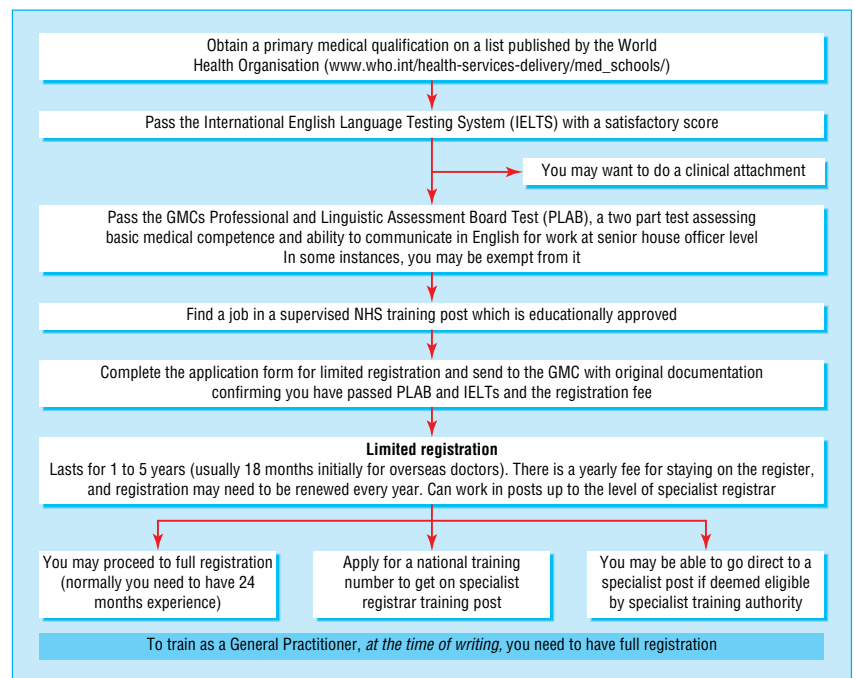 Obtain a primary medical qualification on a list published by the World
Health Organisation (www.who.int/health-services-delivery/med_schools/)
Pass the International English Language Testing System (IELTS) with a satisfactory score
You may want to do a clinical attachment
Pass the GMCs Professional and Linguistic Assessment Board Test (PLAB), a two part test assessing
basic medical competence and ability to communicate in English for work at senior house officer level
In some instances, you may be exempt from it
Find a job in a supervised NHS training post which is educationally approved
Complete the application form for limited registration and send to the GMC with original documentation
confirming you have passed PLAB and IELTs and the registration fee
Limited registration
Lasts for 1 to 5 years (usually 18 months initially for overseas doctors). There is a yearly fee for staying on the register,
and registration may need to be renewed every year. Can work in posts up to the level of specialist registrar
You may proceed to full registration
(normally you need to have 24
months experience)
Apply for a national training
number to get on specialist
registrar training post
You may be able to go direct to a
specialist post if deemed eligible
by specialist training authority
To train as a General Practitioner, at the time of writing, you need to have full registration